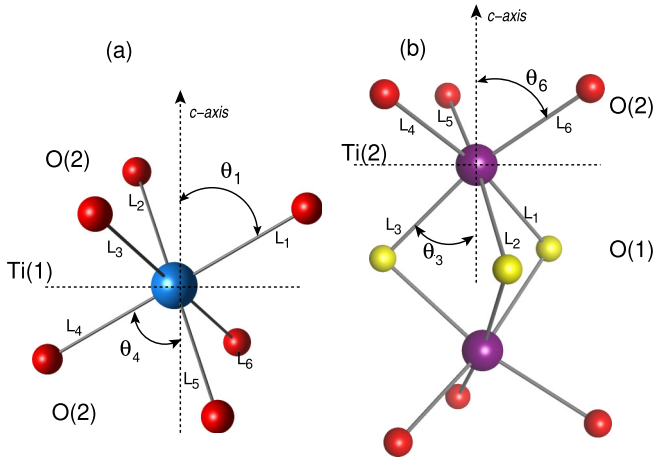 (a)
c-axis
O(2)
θ1
L2
L3
L1
Ti(1)
L4
θ4
L6
L5
O(2)
(b)
c-axis
θ6
L5
L4
L6
O(2)
Ti(2)
L3
L1
L2
θ3
O(1)